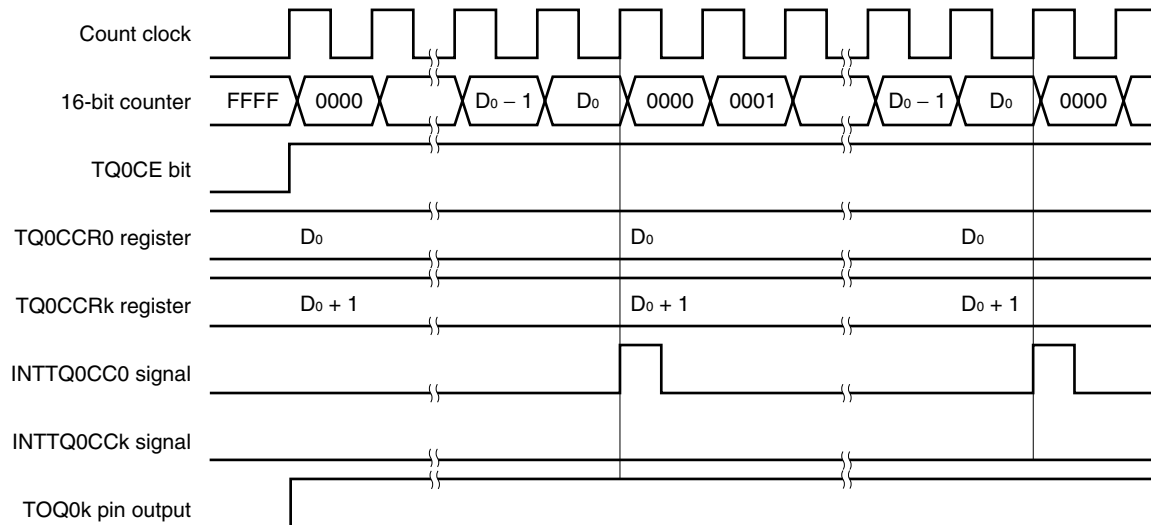 Count clock
16-bit counter FFFF 0000 D₀ − 1 D₀ 0000 0001 D₀ − 1 D₀ 0000
TQ0CE bit
TQ0CCR0 register D₀ D₀ D₀
TQ0CCRk register D₀ + 1 D₀ + 1 D₀ + 1
INTTQ0CC0 signal
INTTQ0CCk signal
TOQ0k pin output